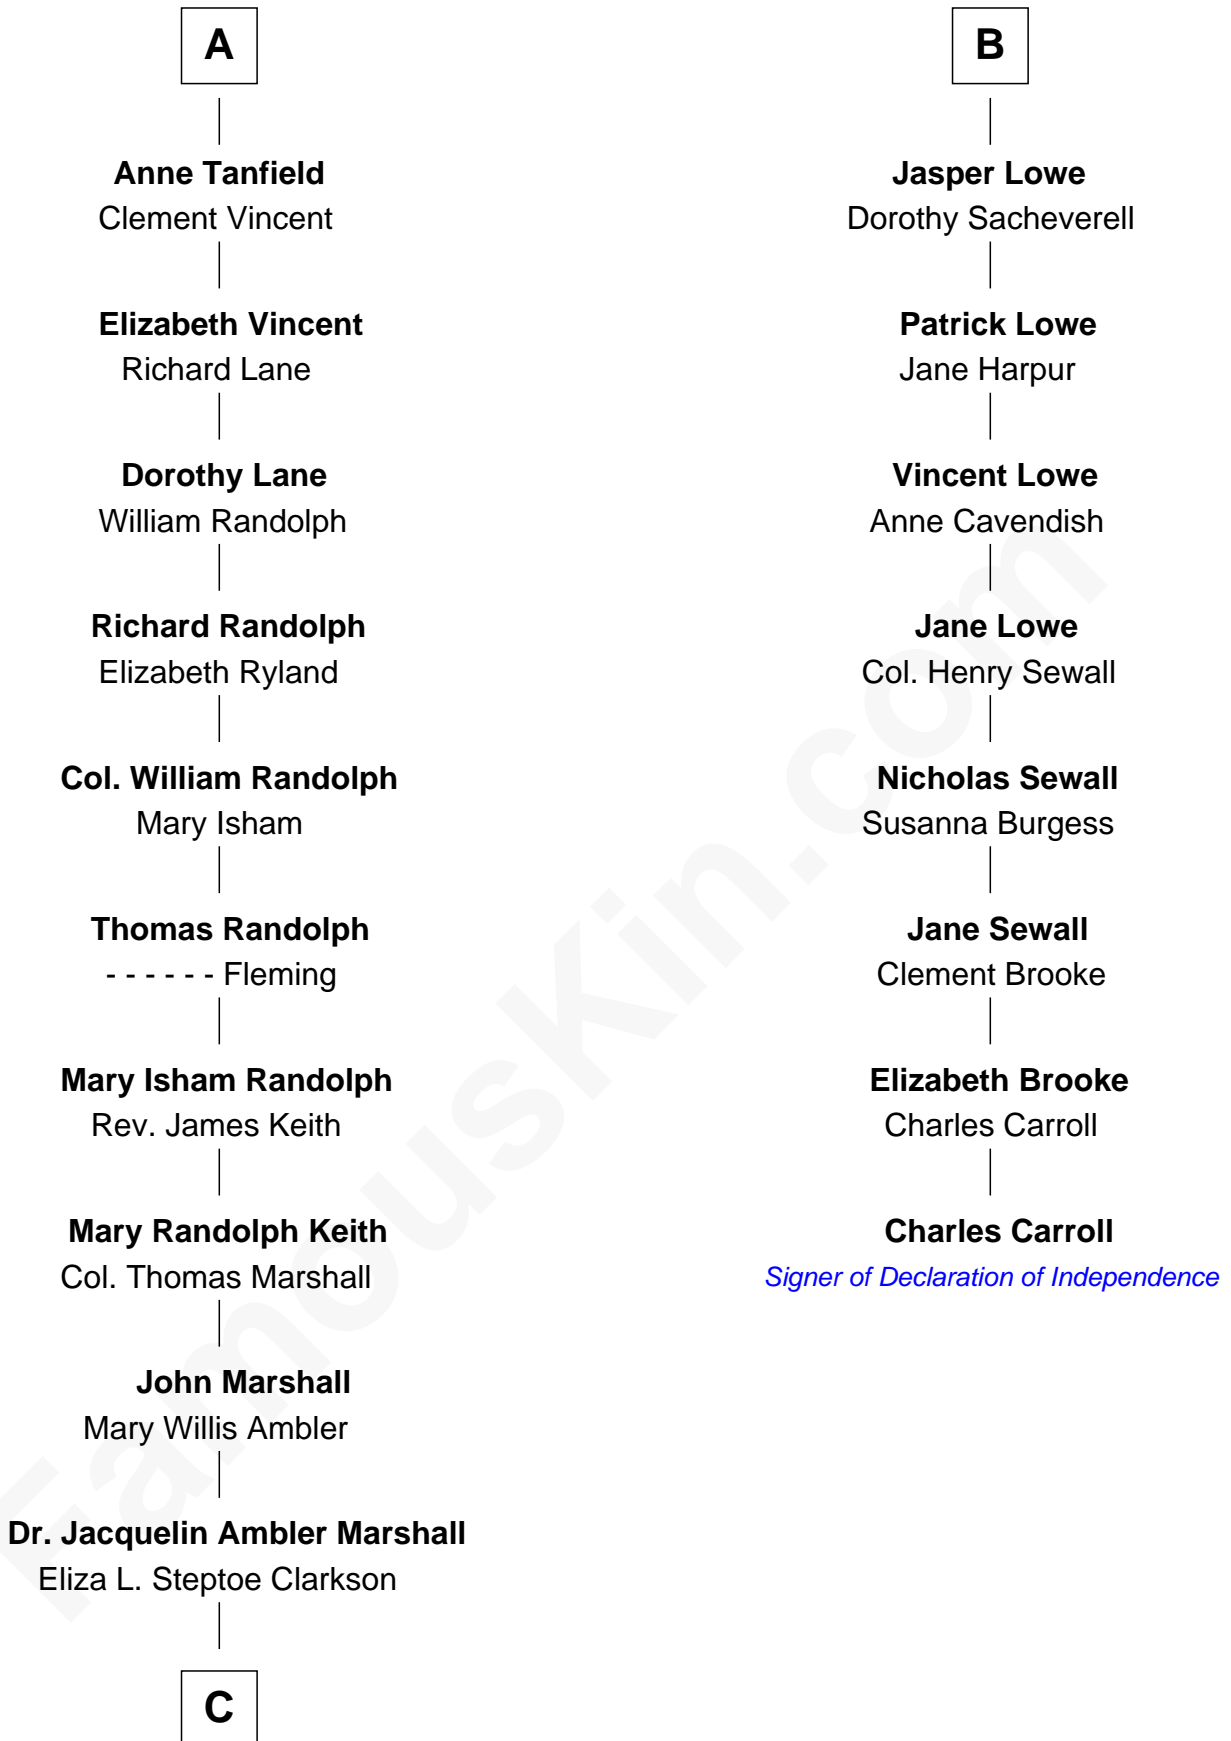 A
Anne Tanfield
Clement Vincent
Elizabeth Vincent
Richard Lane
Dorothy Lane
William Randolph
Richard Randolph
Elizabeth Ryland
Col. William Randolph
Mary Isham
Thomas Randolph
- - - - - - Fleming
Mary Isham Randolph
Rev. James Keith
Mary Randolph Keith
Col. Thomas Marshall
John Marshall
Mary Willis Ambler
Dr. Jacquelin Ambler Marshall
Eliza L. Steptoe Clarkson
C
B
Jasper Lowe
Dorothy Sacheverell
Patrick Lowe
Jane Harpur
Vincent Lowe
Anne Cavendish
Jane Lowe
Col. Henry Sewall
Nicholas Sewall
Susanna Burgess
Jane Sewall
Clement Brooke
Elizabeth Brooke
Charles Carroll
Charles Carroll
Signer of Declaration of Independence
FamousKin.com